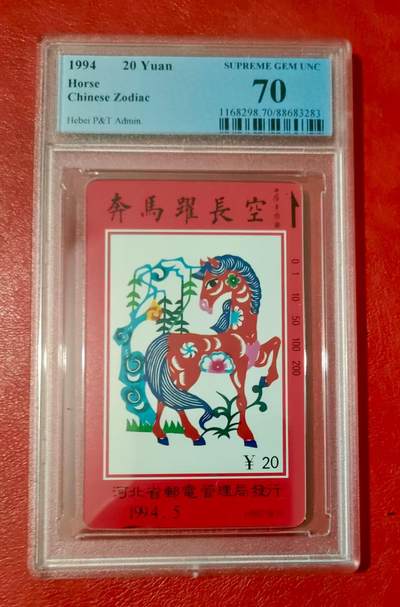 1994 20 Yuan
Horse
Chinese Zodiac
Hebei P&T Admin.
SUPREME GEM UNC
70
1168298.70/88683283
奔馬躍長空
0 1 10 50 100 200
¥ 20
河北省郵電管理局發行
1994.5